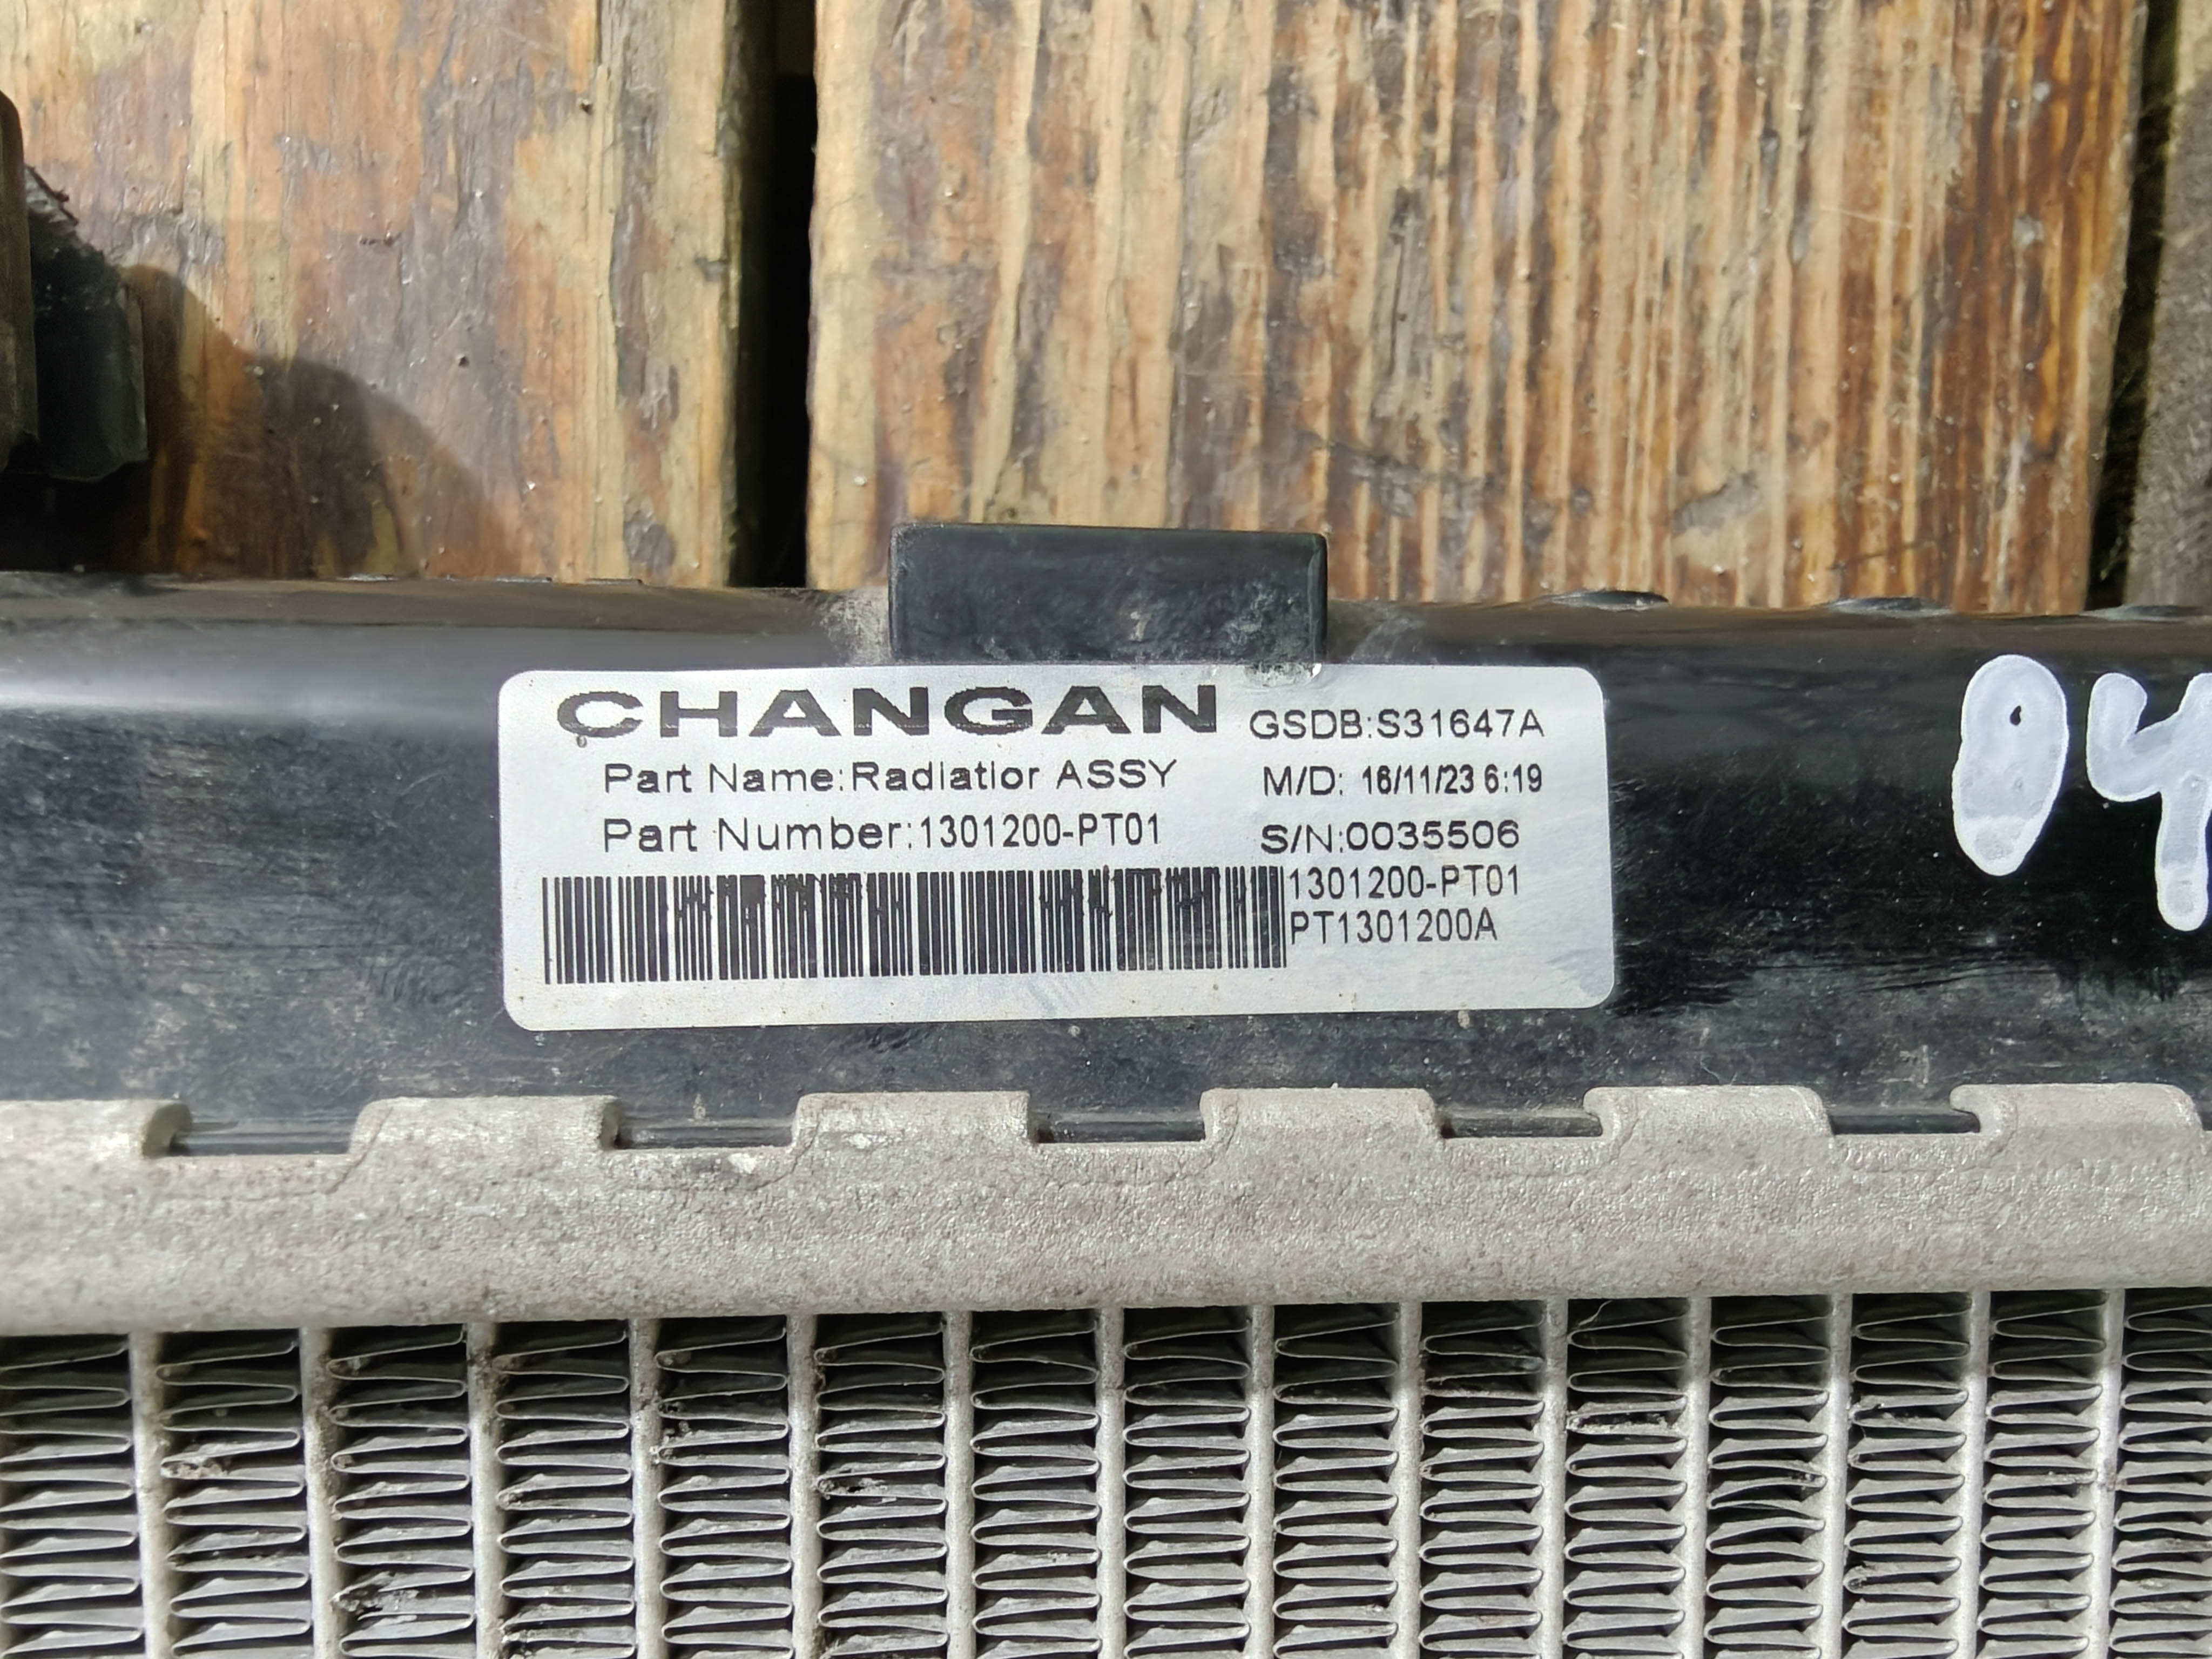 CHANGAN GSDB:S31647A
Part Name:Radiatior ASSY M/D: 16/11/23 6:19
Part Number:1301200-PT01 S/N:0035506
1301200-PT01
PT1301200A
04